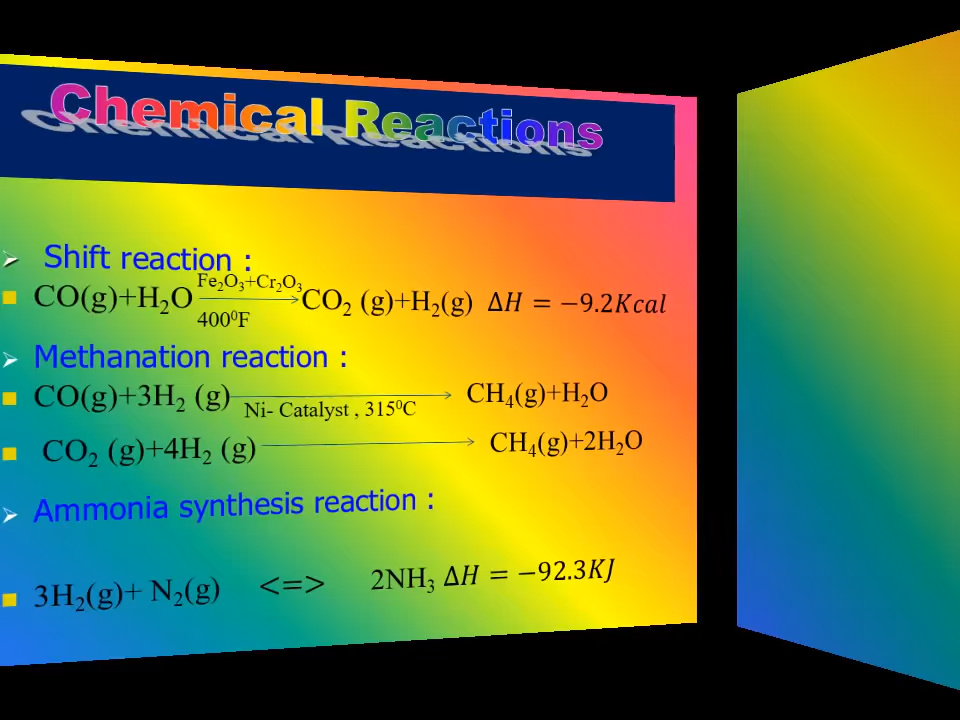 Chemical Reactions
Shift reaction :
CO(g)+H₂O Fe₂O₃+Cr₂O₃ 400⁰F CO₂ (g)+H₂(g) ΔH = −9.2Kcal
Methanation reaction :
CO(g)+3H₂ (g) Ni- Catalyst , 315⁰C CH₄(g)+H₂O
CO₂ (g)+4H₂ (g) CH₄(g)+2H₂O
Ammonia synthesis reaction :
3H₂(g)+ N₂(g) <=> 2NH₃ ΔH = −92.3KJ